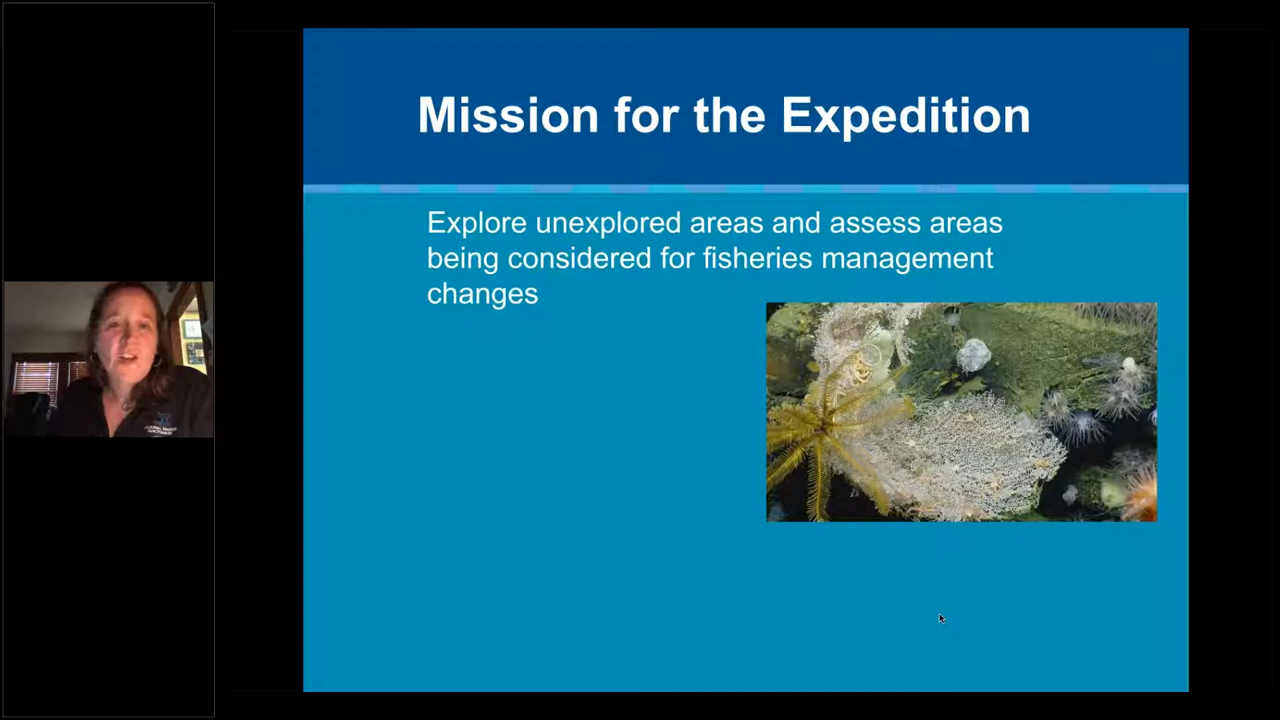 Mission for the Expedition
Explore unexplored areas and assess areas
being considered for fisheries management
changes